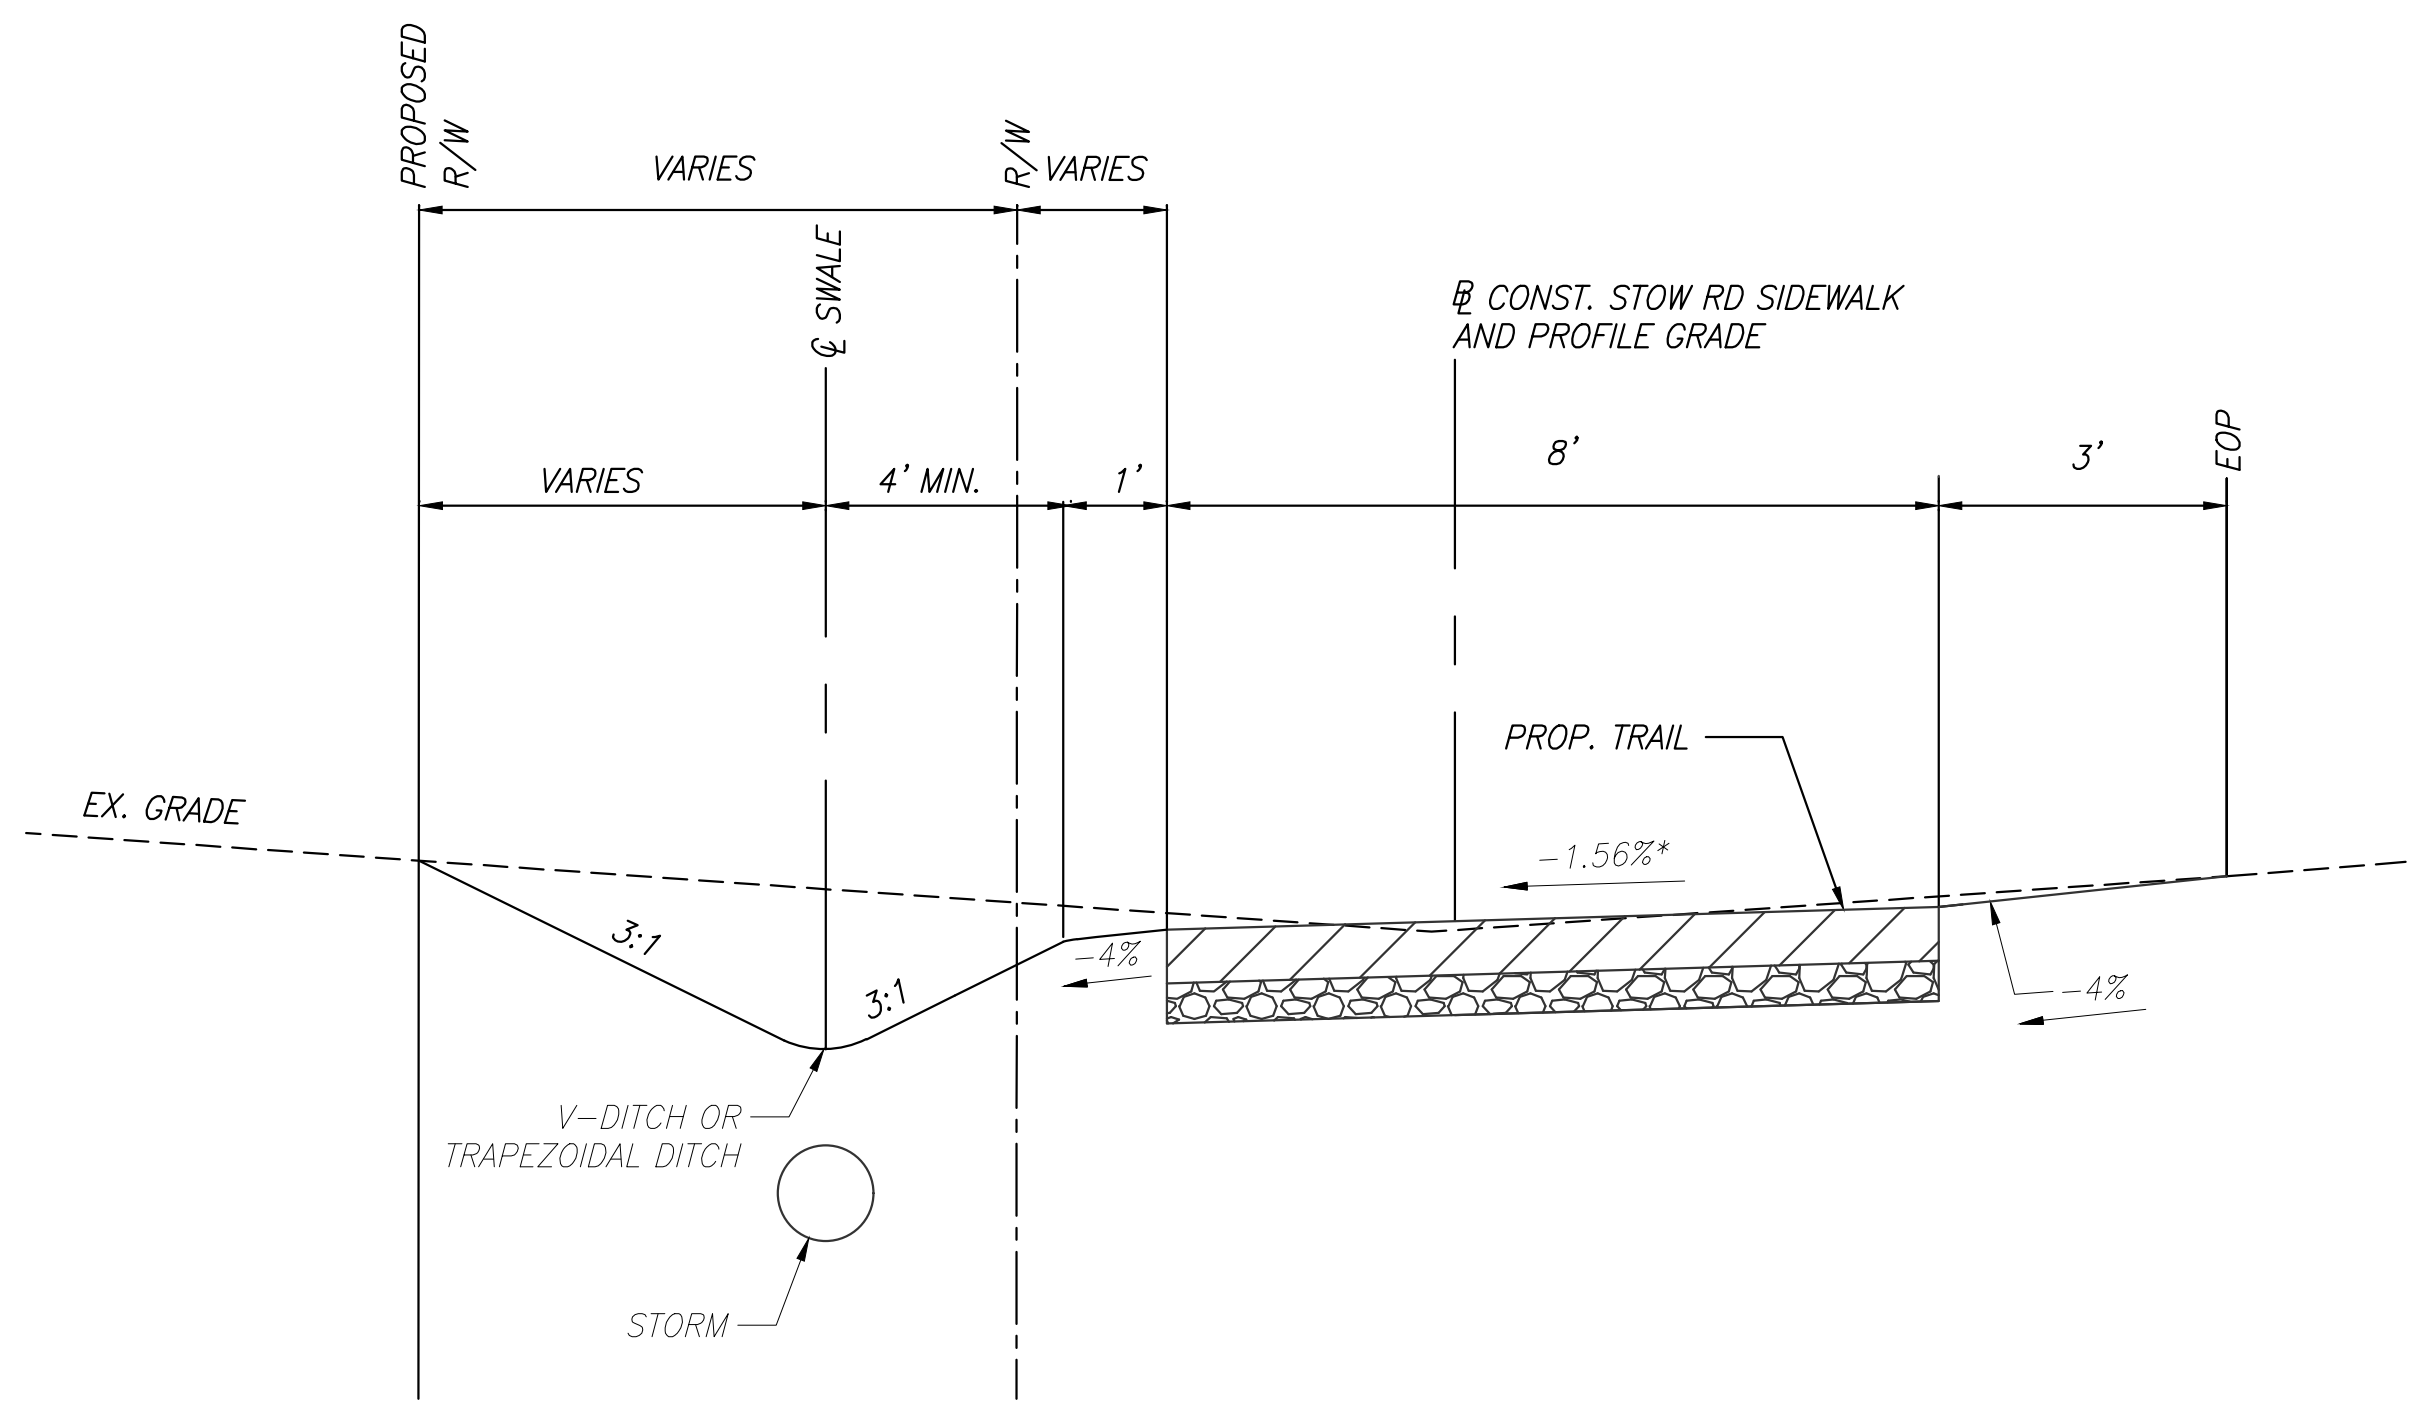 PROPOSED
R/W
VARIES
R/W
VARIES
℄ SWALE
BL CONST. STOW RD SIDEWALK
AND PROFILE GRADE
VARIES
4' MIN.
1'
8'
3'
EOP
PROP. TRAIL
EX. GRADE
-1.56%*
3:1
3:1
-4%
-4%
V-DITCH OR
TRAPEZOIDAL DITCH
STORM